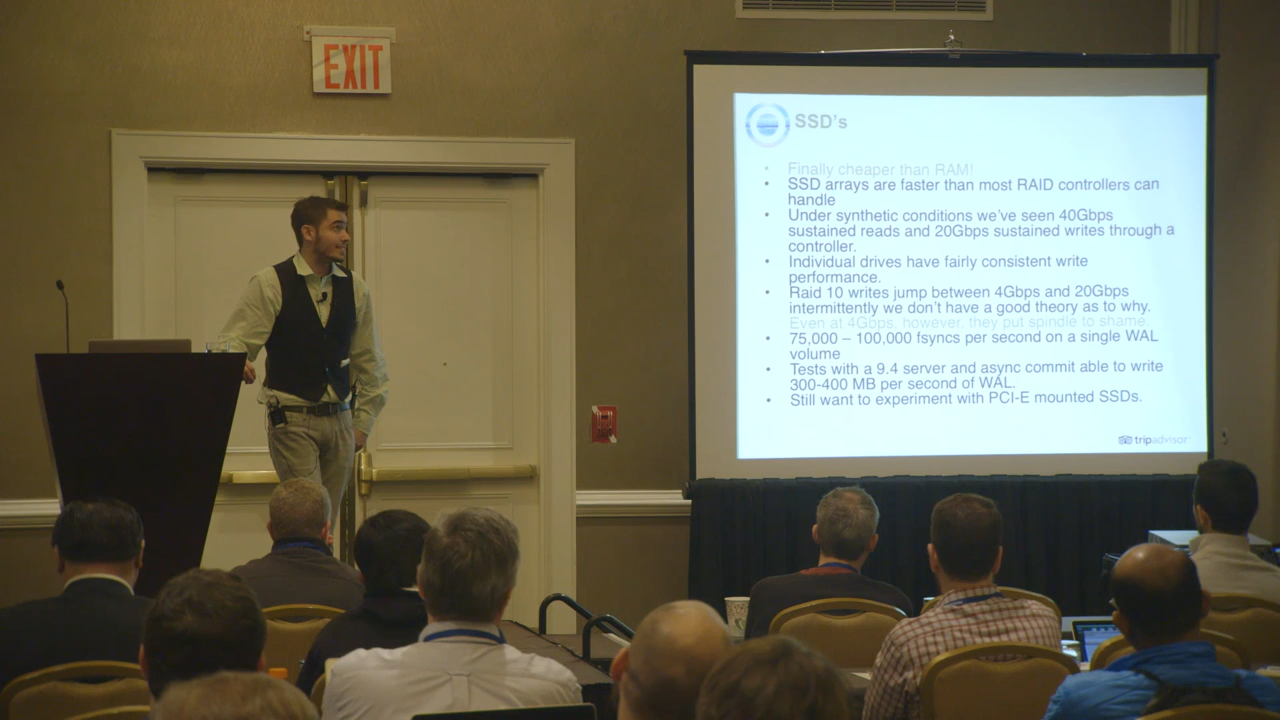 EXIT
SSD's
• Finally cheaper than RAM!
• SSD arrays are faster than most RAID controllers can
handle
• Under synthetic conditions we've seen 40Gbps
sustained reads and 20Gbps sustained writes through a
controller.
• Individual drives have fairly consistent write
performance.
• Raid 10 writes jump between 4Gbps and 20Gbps
intermittently we don't have a good theory as to why.
Even at 4Gbps, however, they put spindle to shame.
• 75,000 – 100,000 fsyncs per second on a single WAL
volume
• Tests with a 9.4 server and async commit able to write
300-400 MB per second of WAL.
• Still want to experiment with PCI-E mounted SSDs.
tripadvisor